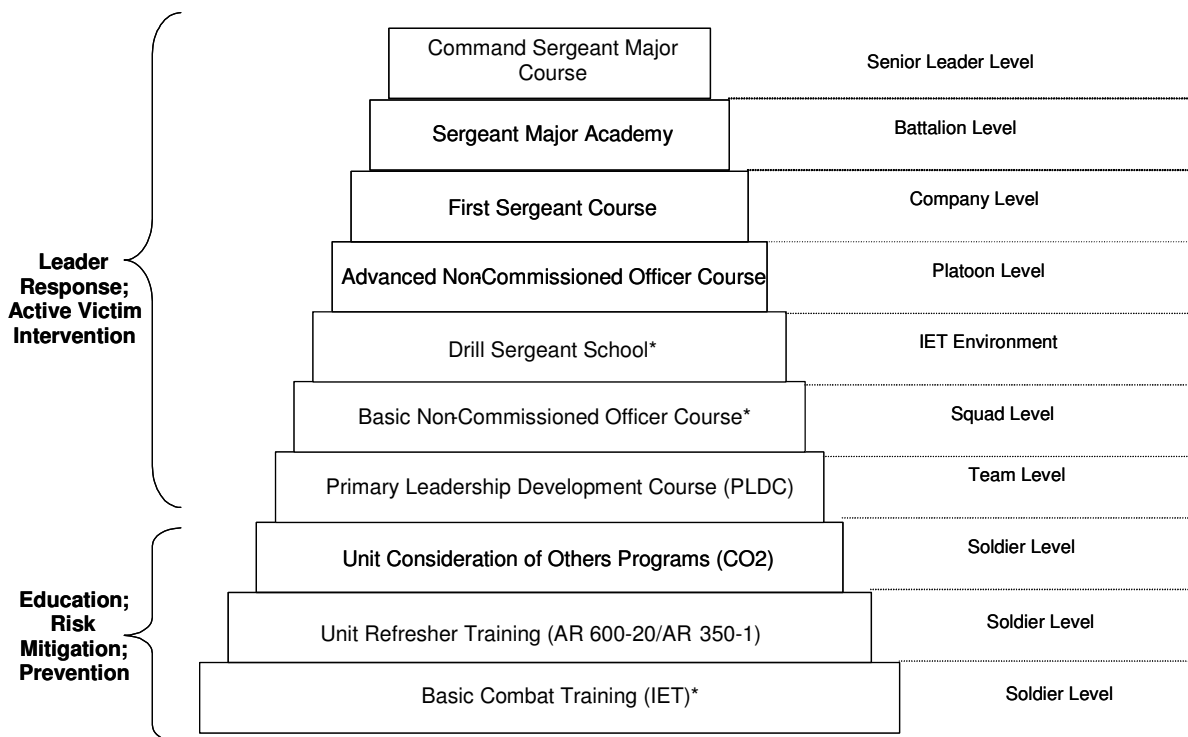 Command Sergeant Major
Course
Senior Leader Level
Sergeant Major Academy
Battalion Level
First Sergeant Course
Company Level
Leader
Response;
Active Victim
Intervention
Advanced Non-Commissioned Officer Course
Platoon Level
Drill Sergeant School*
IET Environment
Basic Non-Commissioned Officer Course*
Squad Level
Primary Leadership Development Course (PLDC)
Team Level
Unit Consideration of Others Programs (CO2)
Soldier Level
Education;
Risk
Mitigation;
Prevention
Unit Refresher Training (AR 600-20/AR 350-1)
Soldier Level
Basic Combat Training (IET)*
Soldier Level